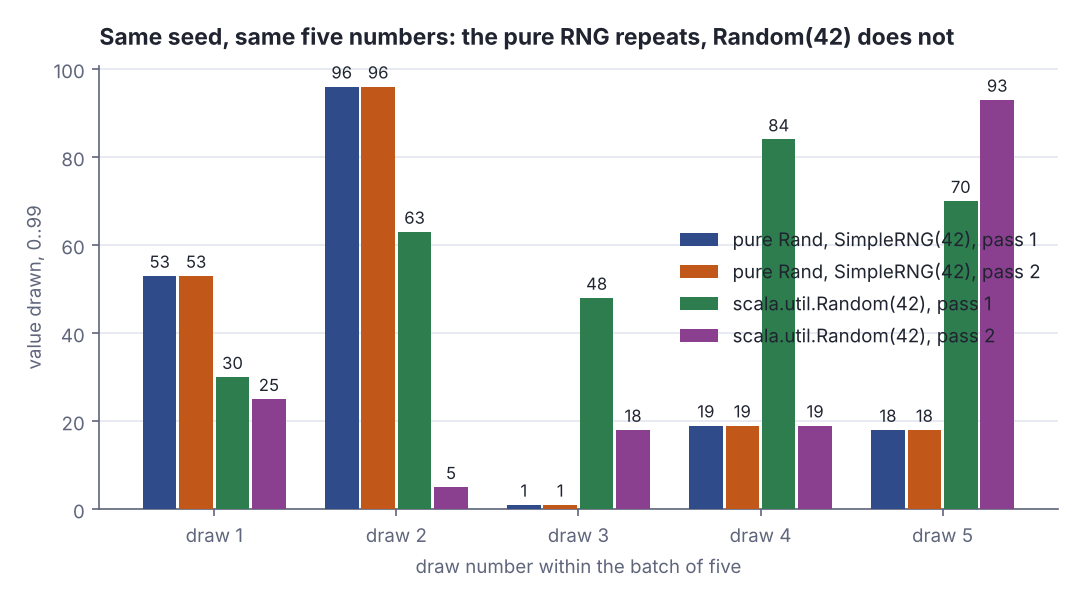 Same seed, same five numbers: the pure RNG repeats, Random(42) does not
value drawn, 0..99
100
80
60
40
20
0
53 53 30 25
96 96 63 5
1 1 48 18
19 19 84 19
18 18 70 93
pure Rand, SimpleRNG(42), pass 1
pure Rand, SimpleRNG(42), pass 2
scala.util.Random(42), pass 1
scala.util.Random(42), pass 2
draw 1 draw 2 draw 3 draw 4 draw 5
draw number within the batch of five